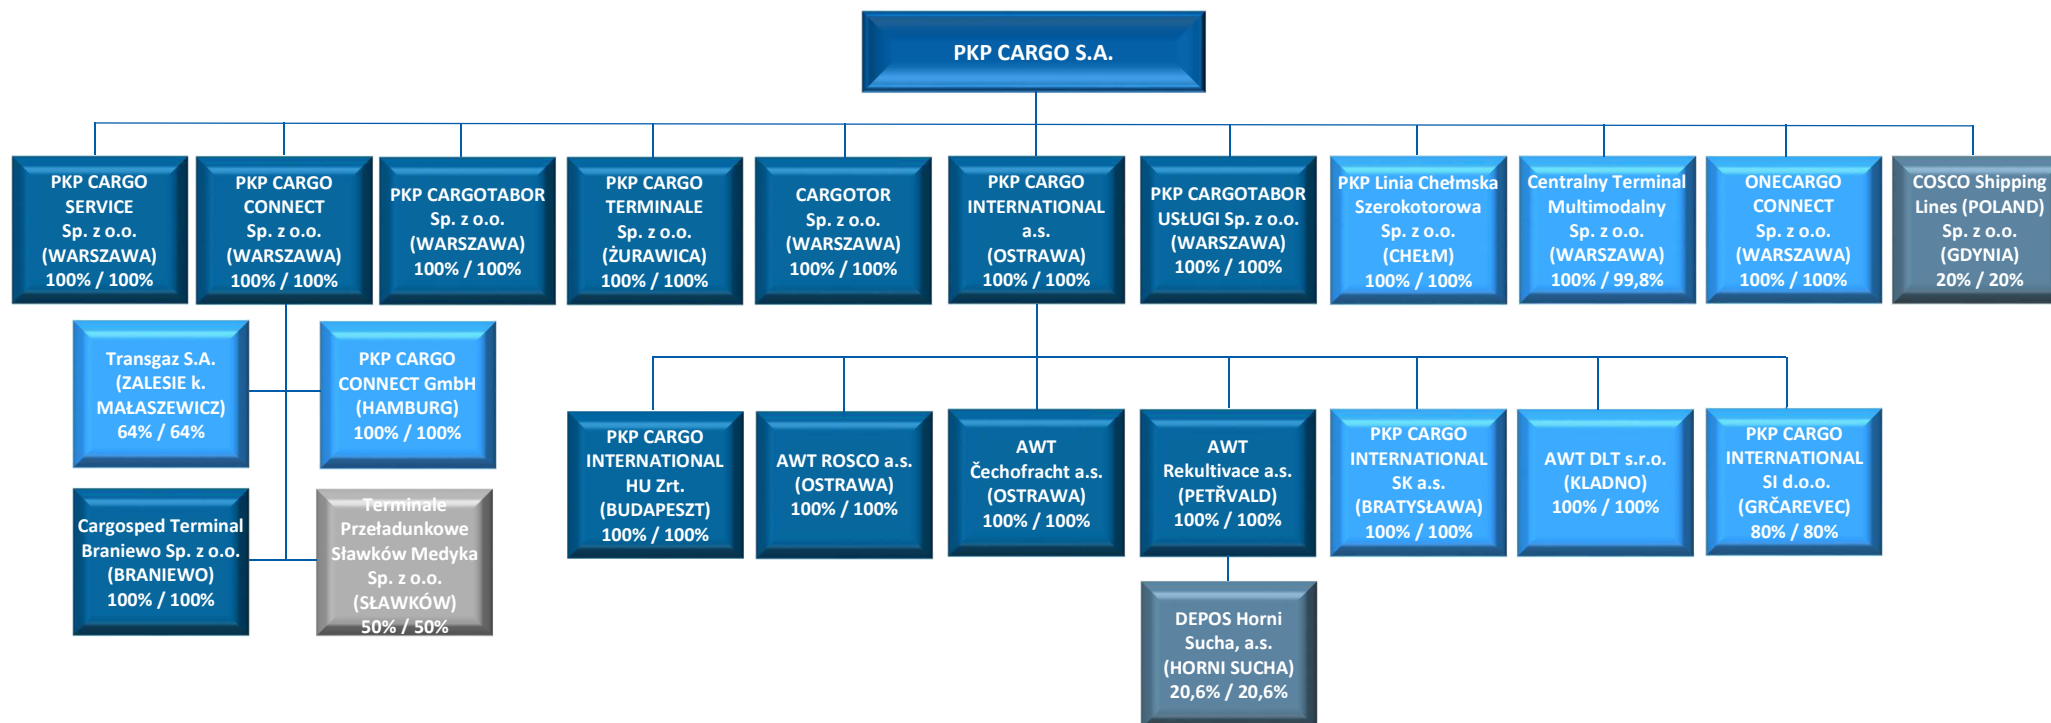 PKP CARGO S.A.
PKP CARGO
SERVICE
Sp. z o.o.
(WARSZAWA)
100% / 100%
PKP CARGO
CONNECT
Sp. z o.o.
(WARSZAWA)
100% / 100%
PKP CARGOTABOR
Sp. z o.o.
(WARSZAWA)
100% / 100%
PKP CARGO
TERMINALE
Sp. z o.o.
(ŻURAWICA)
100% / 100%
CARGOTOR
Sp. z o.o.
(WARSZAWA)
100% / 100%
PKP CARGO
INTERNATIONAL
a.s.
(OSTRAWA)
100% / 100%
PKP CARGOTABOR
USŁUGI Sp. z o.o.
(WARSZAWA)
100% / 100%
PKP Linia Chełmska
Szerokotorowa
Sp. z o.o.
(CHEŁM)
100% / 100%
Centralny Terminal
Multimodalny
Sp. z o.o.
(WARSZAWA)
100% / 99,8%
ONECARGO
CONNECT
Sp. z o.o.
(WARSZAWA)
100% / 100%
COSCO Shipping
Lines (POLAND)
Sp. z o.o.
(GDYNIA)
20% / 20%
Transgaz S.A.
(ZALESIE k.
MAŁASZEWICZ)
64% / 64%
PKP CARGO
CONNECT GmbH
(HAMBURG)
100% / 100%
Cargosped Terminal
Braniewo Sp. z o.o.
(BRANIEWO)
100% / 100%
Terminale
Przeładunkowe
Sławków Medyka
Sp. z o.o.
(SŁAWKÓW)
50% / 50%
PKP CARGO
INTERNATIONAL
HU Zrt.
(BUDAPESZT)
100% / 100%
AWT ROSCO a.s.
(OSTRAWA)
100% / 100%
AWT
Čechofracht a.s.
(OSTRAWA)
100% / 100%
AWT
Rekultivace a.s.
(PETŘVALD)
100% / 100%
PKP CARGO
INTERNATIONAL
SK a.s.
(BRATYSŁAWA)
100% / 100%
AWT DLT s.r.o.
(KLADNO)
100% / 100%
PKP CARGO
INTERNATIONAL
SI d.o.o.
(GRČAREVEC)
80% / 80%
DEPOS Horni
Sucha, a.s.
(HORNI SUCHA)
20,6% / 20,6%